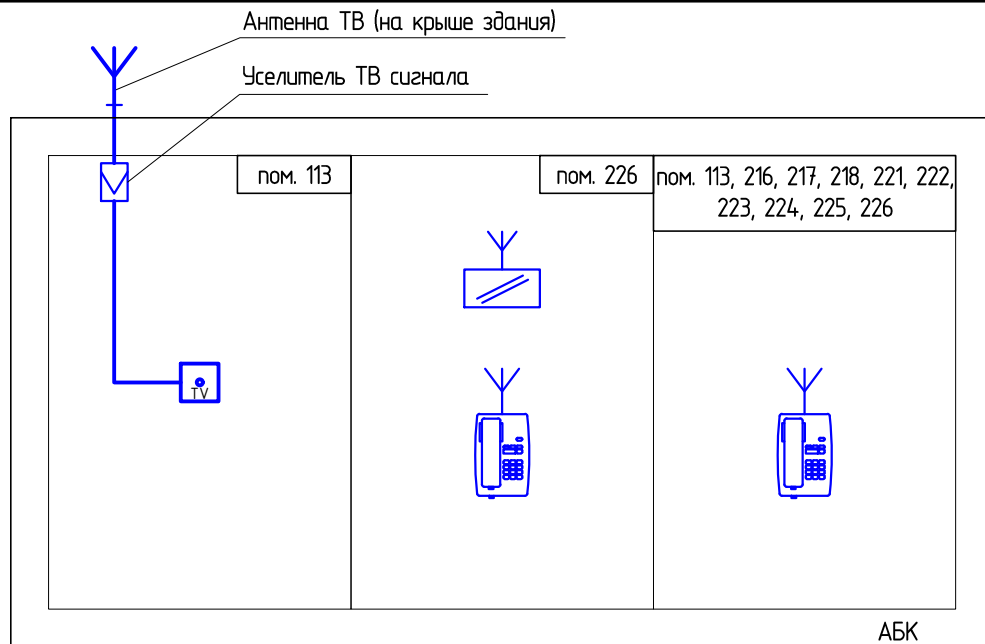 Антенна ТВ (на крыше здания)
Уселитель ТВ сигнала
пом. 113
пом. 226
пом. 113, 216, 217, 218, 221, 222,
223, 224, 225, 226
TV
АБК